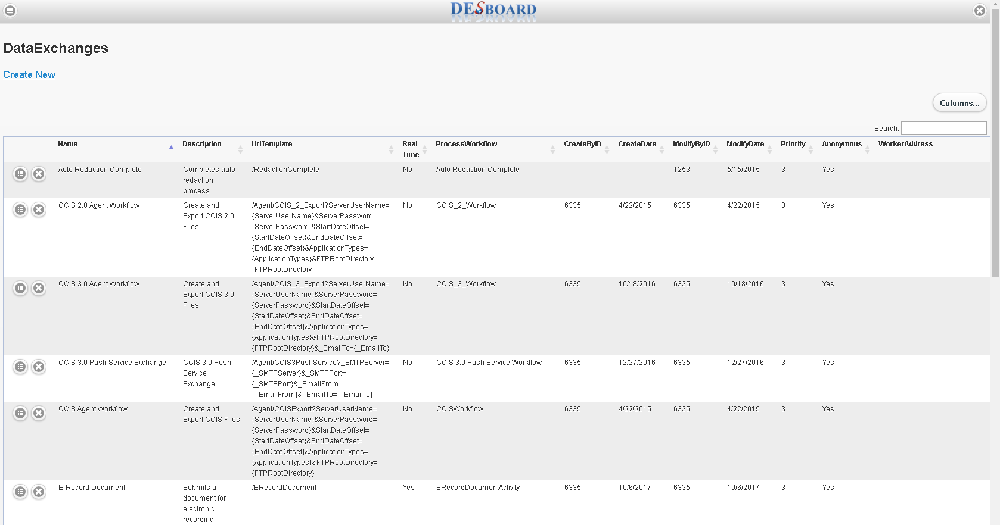 DESBOARD
DataExchanges
Create New
Columns...
Search:
Name Description UriTemplate Real Time ProcessWorkflow CreateByID CreateDate ModifyByID ModifyDate Priority Anonymous WorkerAddress
Auto Redaction Complete Completes auto /RedactionComplete No Auto Redaction Complete 1253 5/15/2015 3 Yes
redaction
process
CCIS 2.0 Agent Workflow Create and /Agent/CCIS_2_Export?ServerUserName= No CCIS_2_Workflow 6335 4/22/2015 6335 4/22/2015 3 Yes
Export CCIS 2.0 {ServerUserName}&ServerPassword=
Files {ServerPassword}&StartDateOffset=
{StartDateOffset}&EndDateOffset=
{EndDateOffset}&ApplicationTypes=
{ApplicationTypes}&FTPRootDirectory=
{FTPRootDirectory}
CCIS 3.0 Agent Workflow Create and /Agent/CCIS_3_Export?ServerUserName= No CCIS_3_Workflow 6335 10/18/2016 6335 10/18/2016 3 Yes
Export CCIS 3.0 {ServerUserName}&ServerPassword=
Files {ServerPassword}&StartDateOffset=
{StartDateOffset}&EndDateOffset=
{EndDateOffset}&ApplicationTypes=
{ApplicationTypes}&FTPRootDirectory=
{FTPRootDirectory}&_EmailTo={_EmailTo}
CCIS 3.0 Push Service Exchange CCIS 3.0 Push /Agent/CCIS3PushService?_SMTPServer= No CCIS 3.0 Push Service Workflow 6335 12/27/2016 6335 12/27/2016 3 Yes
Service {_SMTPServer}&_SMTPPort=
Exchange {_SMTPPort}&_EmailFrom=
{_EmailFrom}&_EmailTo={_EmailTo}
CCIS Agent Workflow Create and /Agent/CCISExport?ServerUserName= No CCISWorkflow 6335 4/22/2015 6335 4/22/2015 3 Yes
Export CCIS Files {ServerUserName}&ServerPassword=
{ServerPassword}&StartDateOffset=
{StartDateOffset}&EndDateOffset=
{EndDateOffset}&ApplicationTypes=
{ApplicationTypes}&FTPRootDirectory=
{FTPRootDirectory}
E-Record Document Submits a /ERecordDocument Yes ERecordDocumentActivity 6335 10/6/2017 6335 10/6/2017 3 Yes
document for
electronic
recording